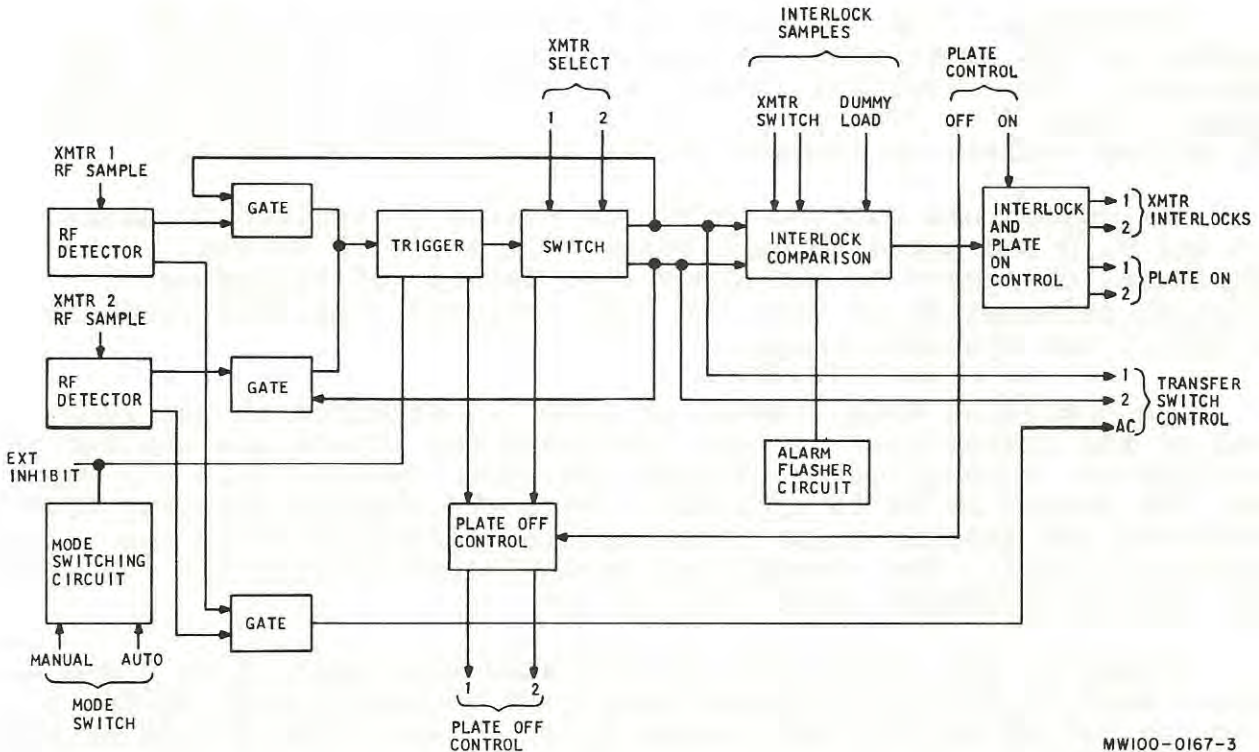 INTERLOCK
SAMPLES
XMTR
SELECT
PLATE
CONTROL
1 2
XMTR
SWITCH
DUMMY
LOAD
OFF ON
XMTR 1
RF SAMPLE
RF
DETECTOR
GATE
TRIGGER
SWITCH
INTERLOCK
COMPARISON
INTERLOCK
AND
PLATE
ON
CONTROL
1
2
XMTR
INTERLOCKS
1
2
PLATE ON
XMTR 2
RF SAMPLE
RF
DETECTOR
GATE
1
2
AC
TRANSFER
SWITCH
CONTROL
EXT
INHIBIT
ALARM
FLASHER
CIRCUIT
MODE
SWITCHING
CIRCUIT
PLATE OFF
CONTROL
GATE
MANUAL AUTO
MODE
SWITCH
1 2
PLATE OFF
CONTROL
MW100-0167-3